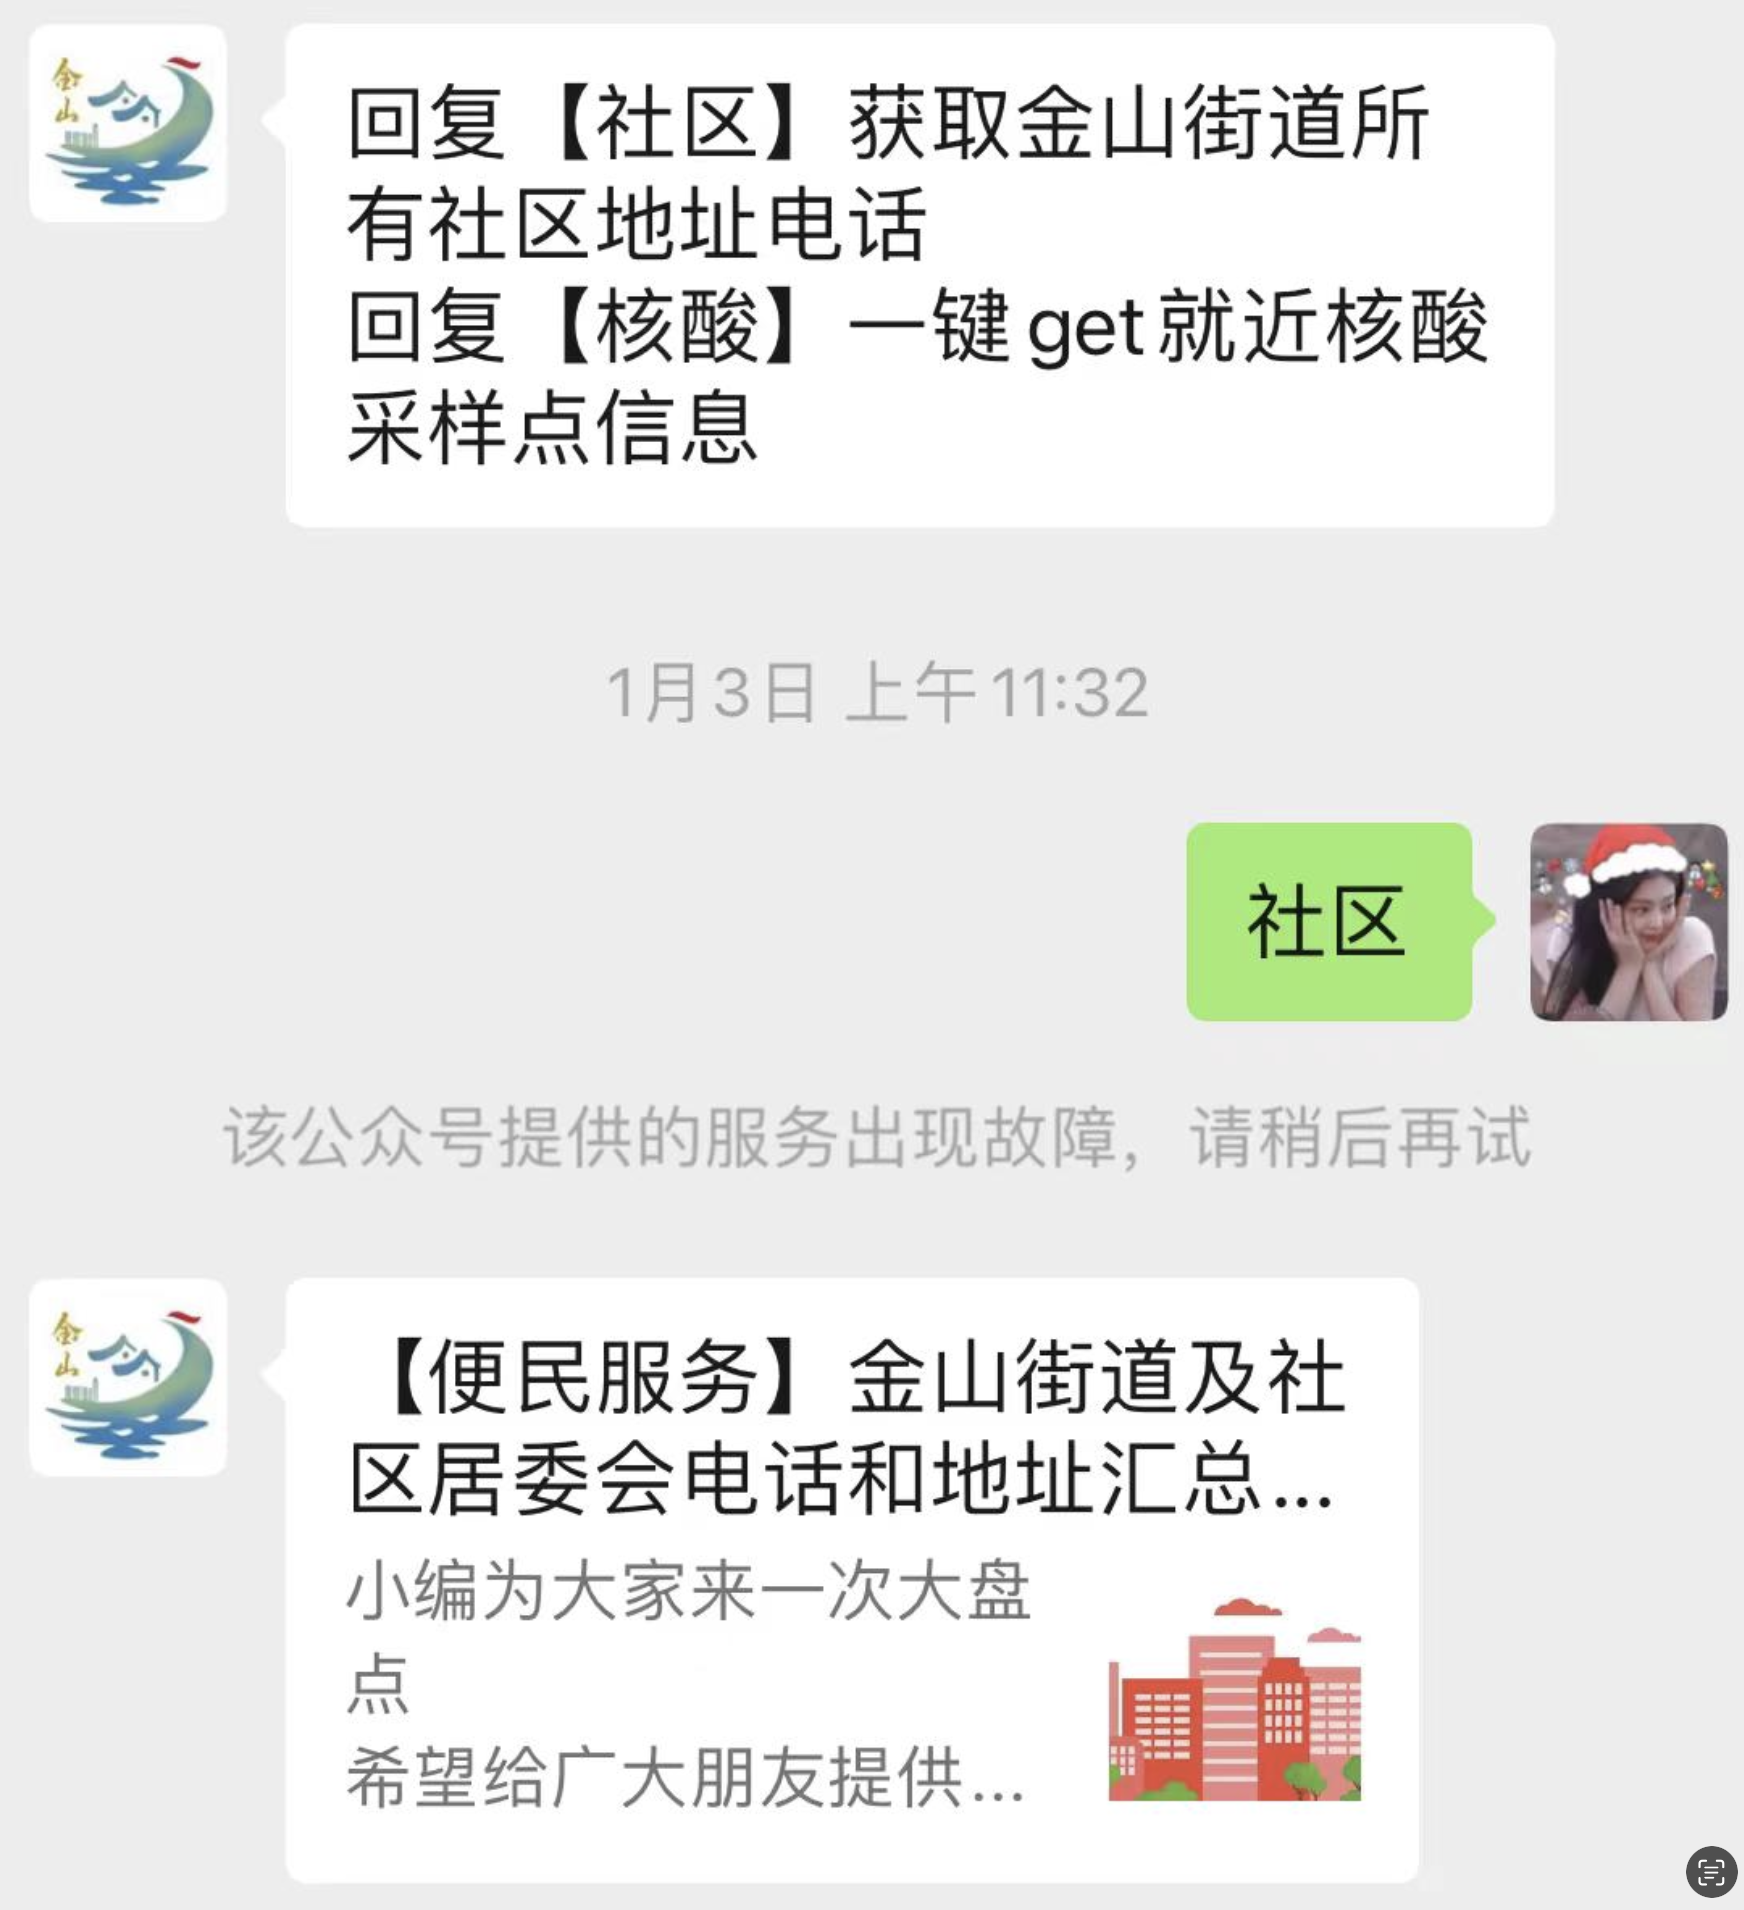 金山
回复【社区】获取金山街道所
有社区地址电话
回复【核酸】一键get就近核酸
采样点信息
1月3日 上午11:32
社区
该公众号提供的服务出现故障，请稍后再试
金山
【便民服务】金山街道及社
区居委会电话和地址汇总...
小编为大家来一次大盘
点
希望给广大朋友提供...